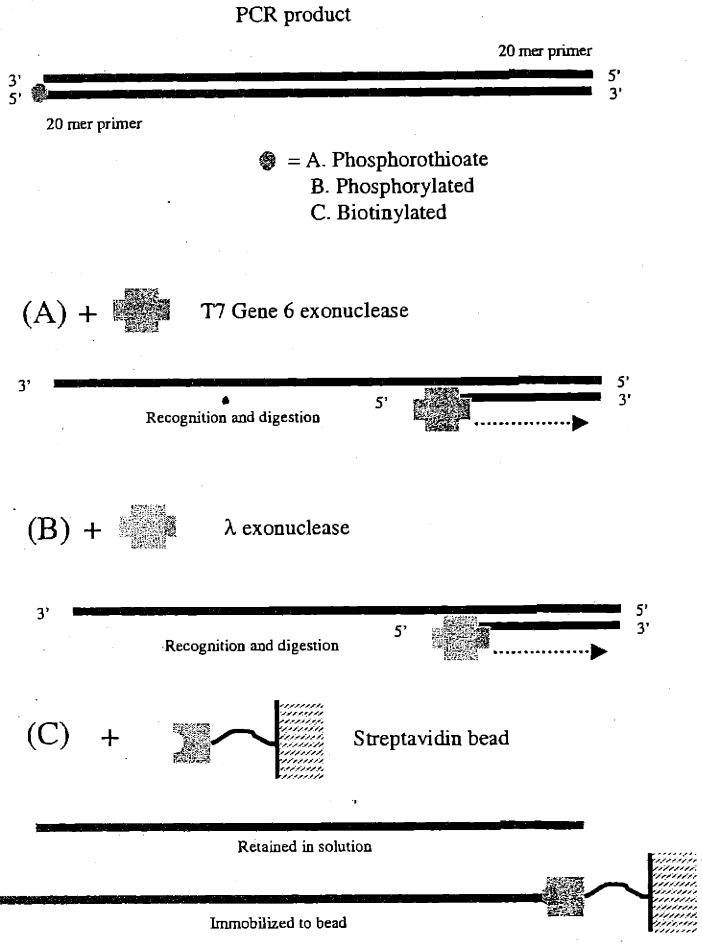 PCR product
20 mer primer
3' 5'
5' 3'
20 mer primer
= A. Phosphorothioate
B. Phosphorylated
C. Biotinylated
(A) + T7 Gene 6 exonuclease
3' 5'
5' 3'
Recognition and digestion
(B) + λ exonuclease
3' 5'
5' 3'
Recognition and digestion
(C) + Streptavidin bead
Retained in solution
Immobilized to bead